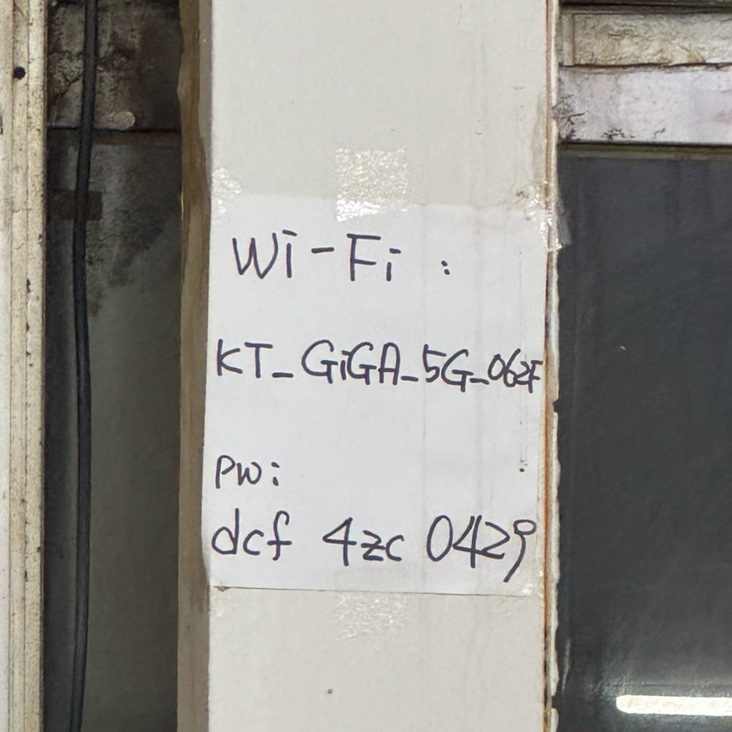 Wi-Fi :
KT_GiGA_5G_062F
PW:
dcf 4zc 0429